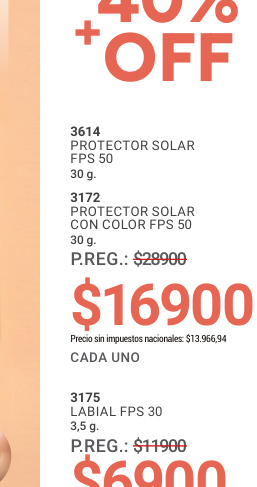 40%
+OFF
3614
PROTECTOR SOLAR
FPS 50
30 g.
3172
PROTECTOR SOLAR
CON COLOR FPS 50
30 g.
P.REG.: $28900
$16900
Precio sin impuestos nacionales: $13.966,94
CADA UNO
3175
LABIAL FPS 30
3,5 g.
P.REG.: $11900
$6900